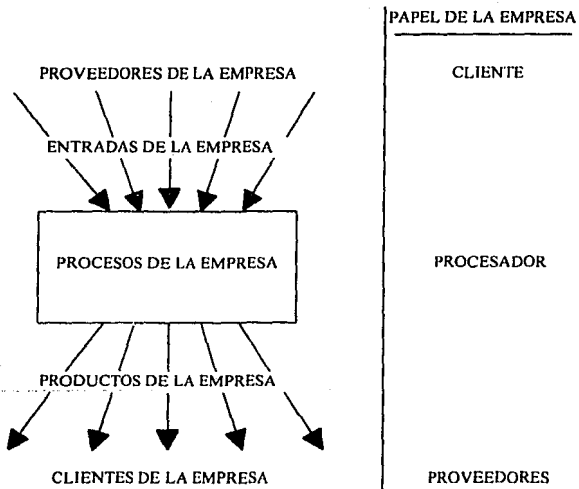 PAPEL DE LA EMPRESA
PROVEEDORES DE LA EMPRESA
CLIENTE
ENTRADAS DE LA EMPRESA
PROCESOS DE LA EMPRESA
PROCESADOR
PRODUCTOS DE LA EMPRESA
CLIENTES DE LA EMPRESA
PROVEEDORES